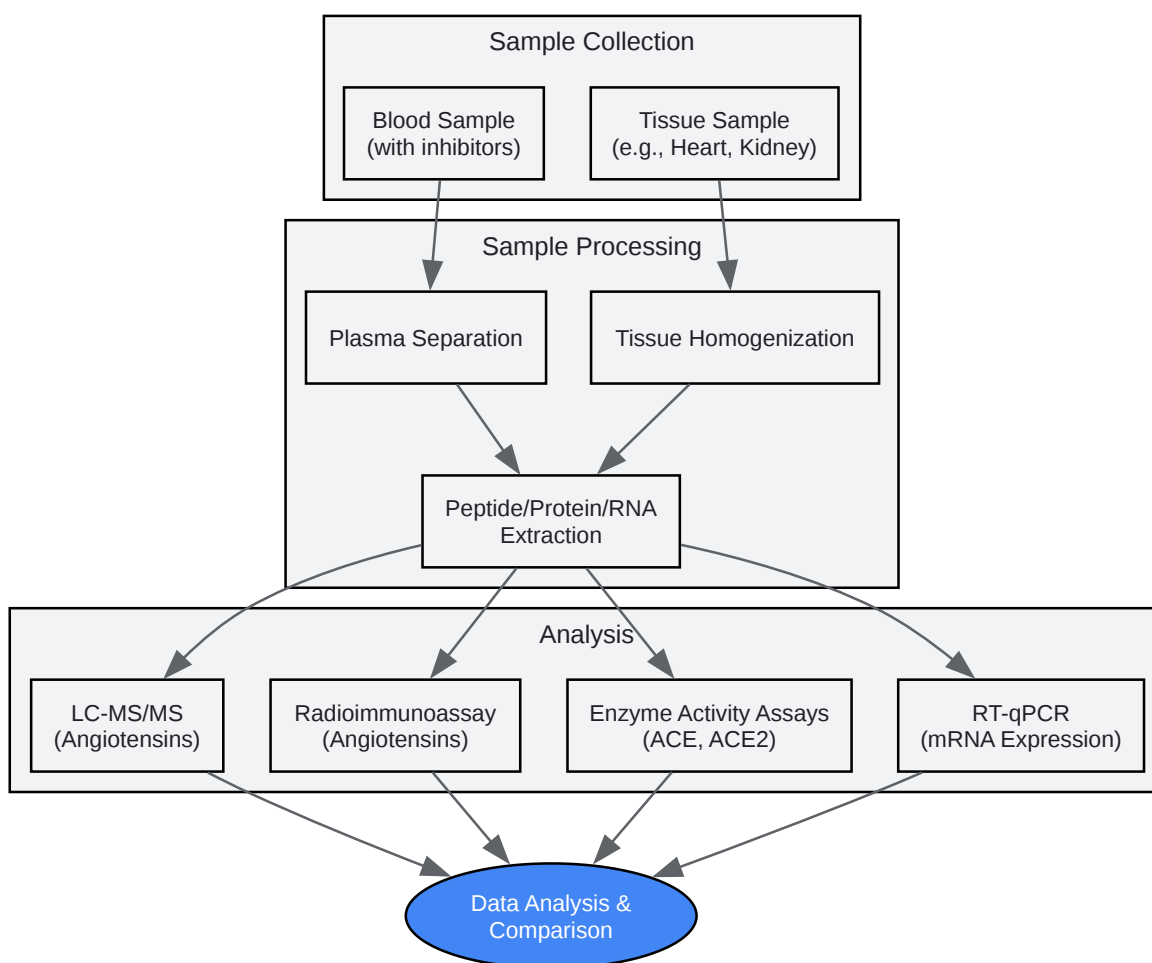 Sample Collection
Blood Sample
(with inhibitors)
Tissue Sample
(e.g., Heart, Kidney)
Sample Processing
Plasma Separation
Tissue Homogenization
Peptide/Protein/RNA
Extraction
Analysis
LC-MS/MS
(Angiotensins)
Radioimmunoassay
(Angiotensins)
Enzyme Activity Assays
(ACE, ACE2)
RT-qPCR
(mRNA Expression)
Data Analysis &
Comparison